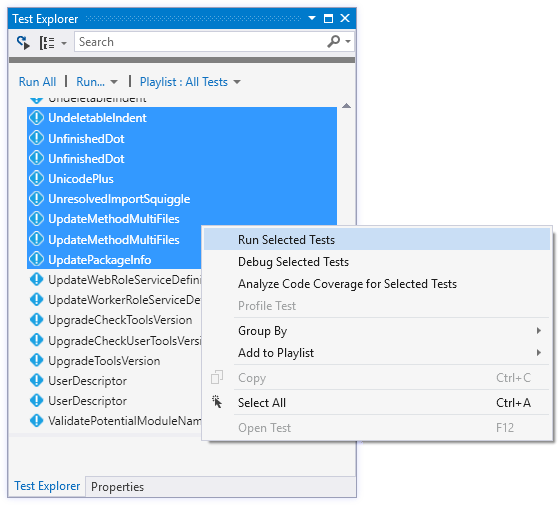 Test Explorer
Search
Run All | Run... | Playlist : All Tests
UndeletableIndent
UndeletableIndent
UnfinishedDot
UnfinishedDot
UnicodePlus
UnresolvedImportSquiggle
UpdateMethodMultiFiles
UpdateMethodMultiFiles
UpdatePackageInfo
UpdateWebRoleServiceDefini
UpdateWorkerRoleServiceDe
UpgradeCheckToolsVersion
UpgradeCheckUserToolsVersi
UpgradeToolsVersion
UserDescriptor
UserDescriptor
ValidatePotentialModuleNam
Run Selected Tests
Debug Selected Tests
Analyze Code Coverage for Selected Tests
Profile Test
Group By
Add to Playlist
Copy Ctrl+C
Select All Ctrl+A
Open Test F12
Test Explorer Properties